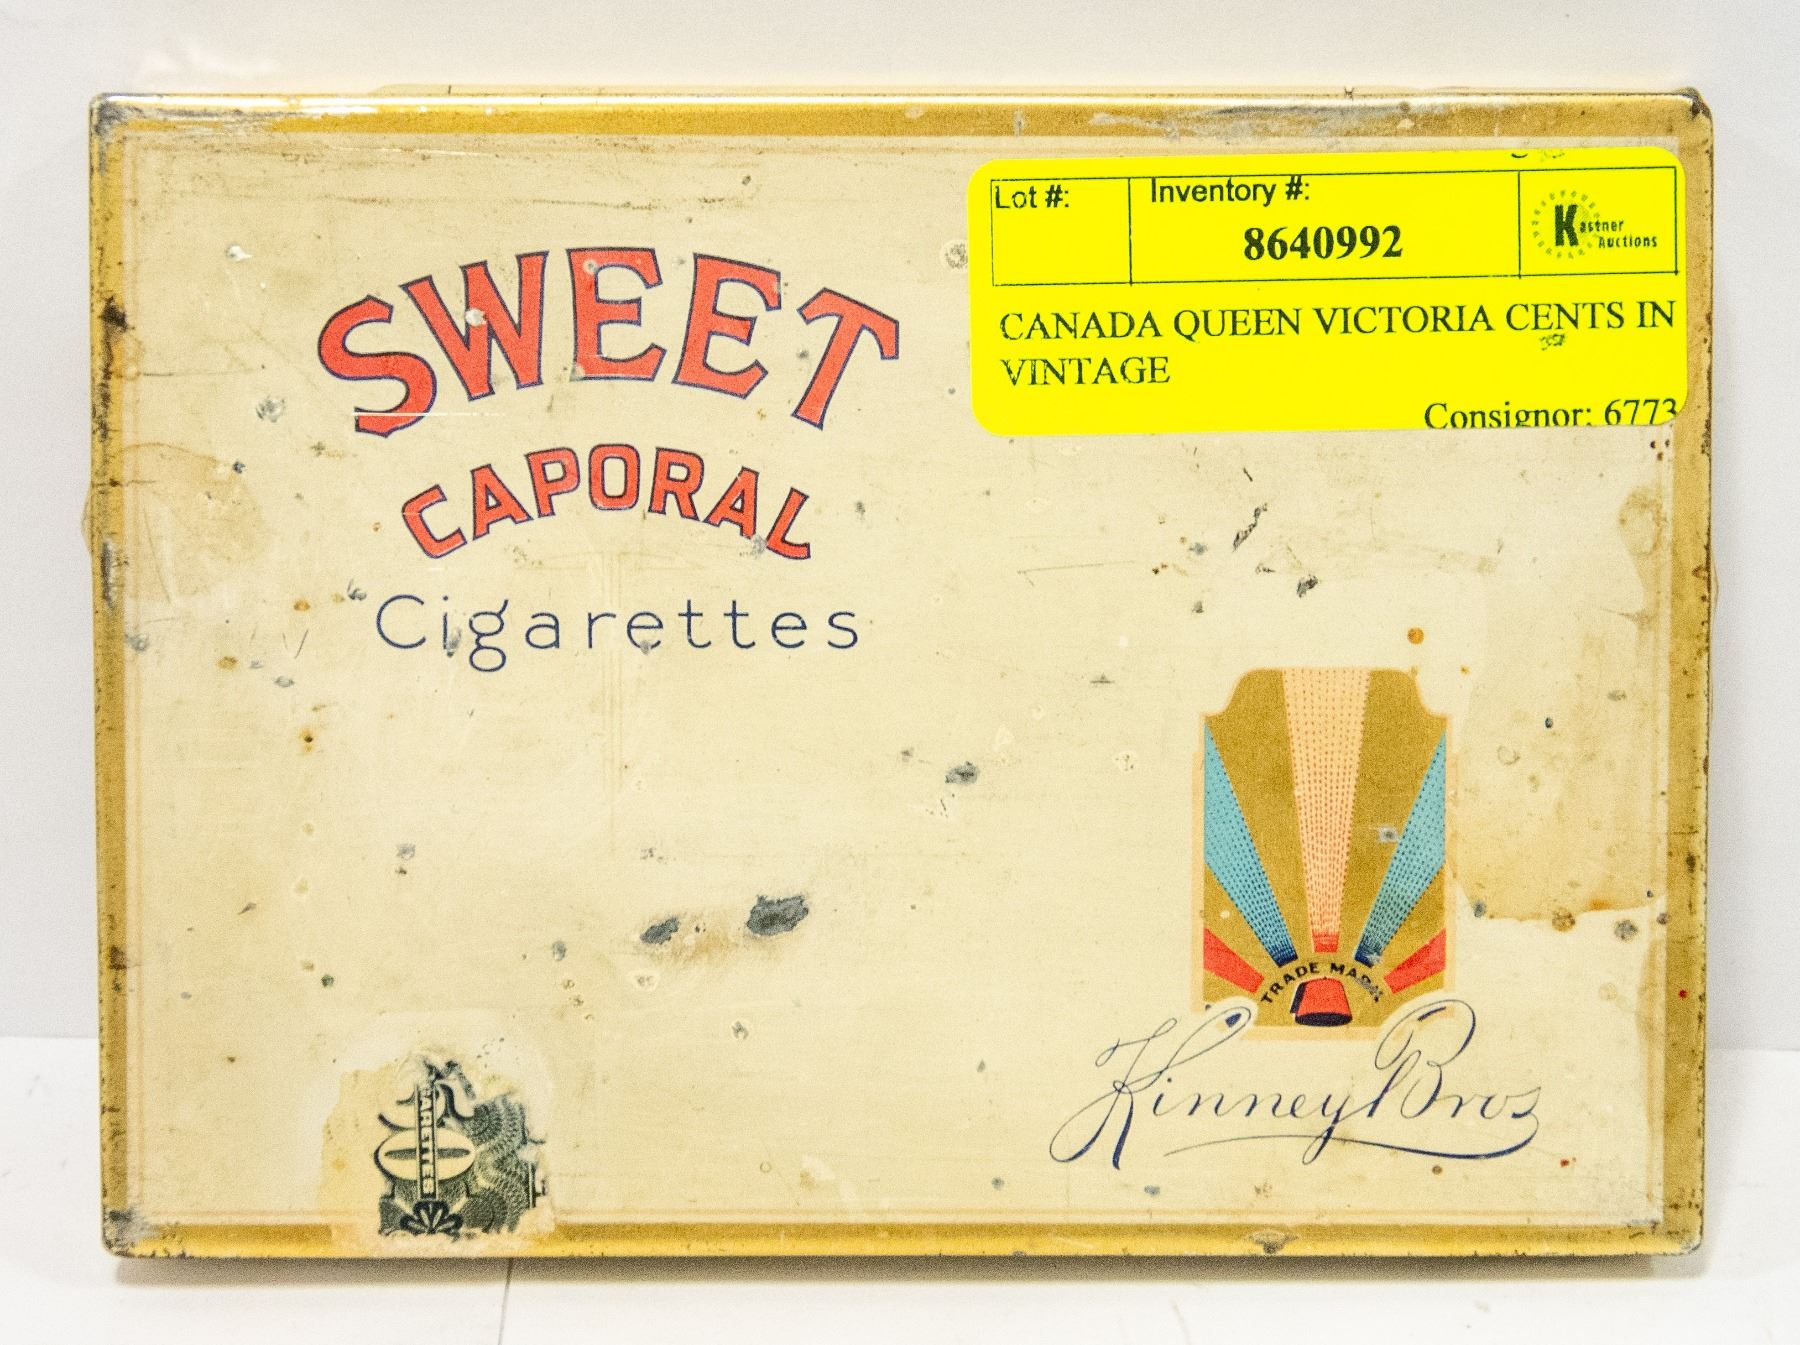 SWEET
CAPORAL
Cigarettes
Lot #:
Inventory #:
8640992
Kastner
Auctions
CANADA QUEEN VICTORIA CENTS IN
VINTAGE
Consignor: 6773
TRADE MARK
Kinney Bros